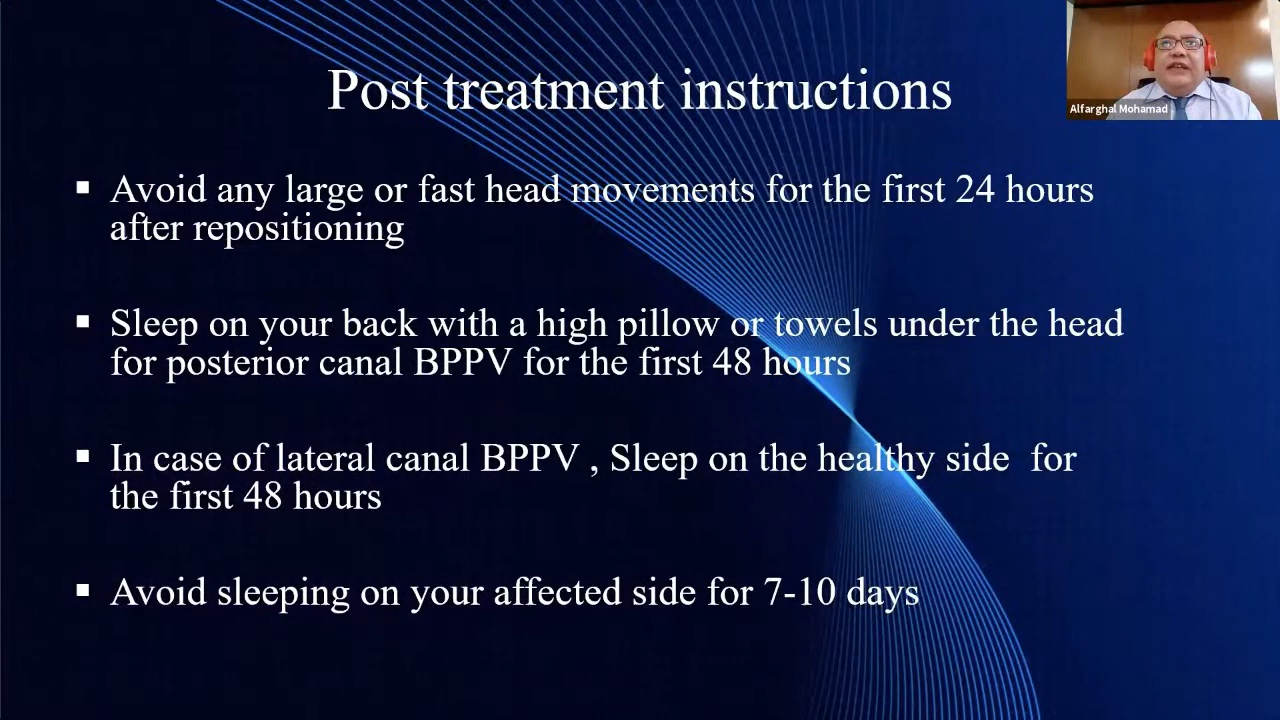 Post treatment instructions
Alfarghal Mohamad
▪ Avoid any large or fast head movements for the first 24 hours
after repositioning
▪ Sleep on your back with a high pillow or towels under the head
for posterior canal BPPV for the first 48 hours
▪ In case of lateral canal BPPV , Sleep on the healthy side  for
the first 48 hours
▪ Avoid sleeping on your affected side for 7-10 days